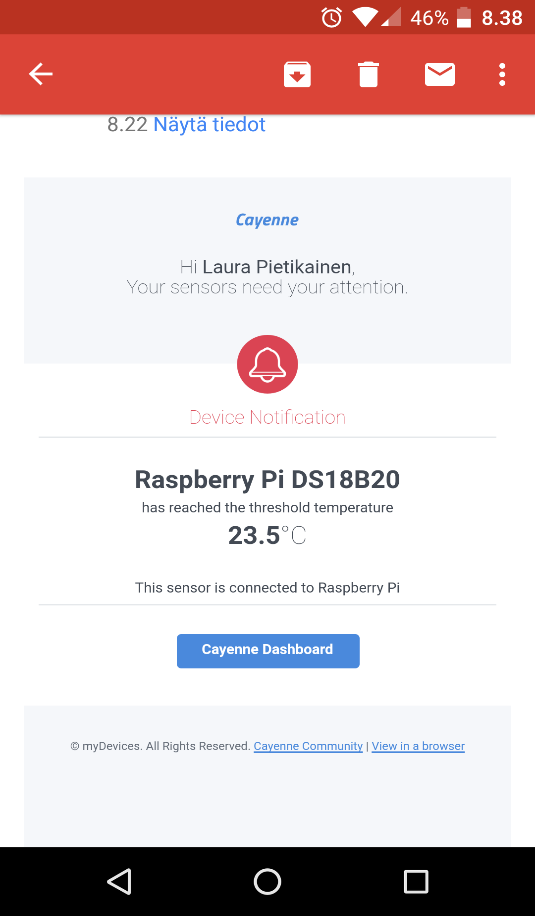 46% 8.38
8.22 Näytä tiedot
Cayenne
Hi Laura Pietikainen,
Your sensors need your attention.
Device Notification
Raspberry Pi DS18B20
has reached the threshold temperature
23.5°C
This sensor is connected to Raspberry Pi
Cayenne Dashboard
© myDevices. All Rights Reserved. Cayenne Community | View in a browser